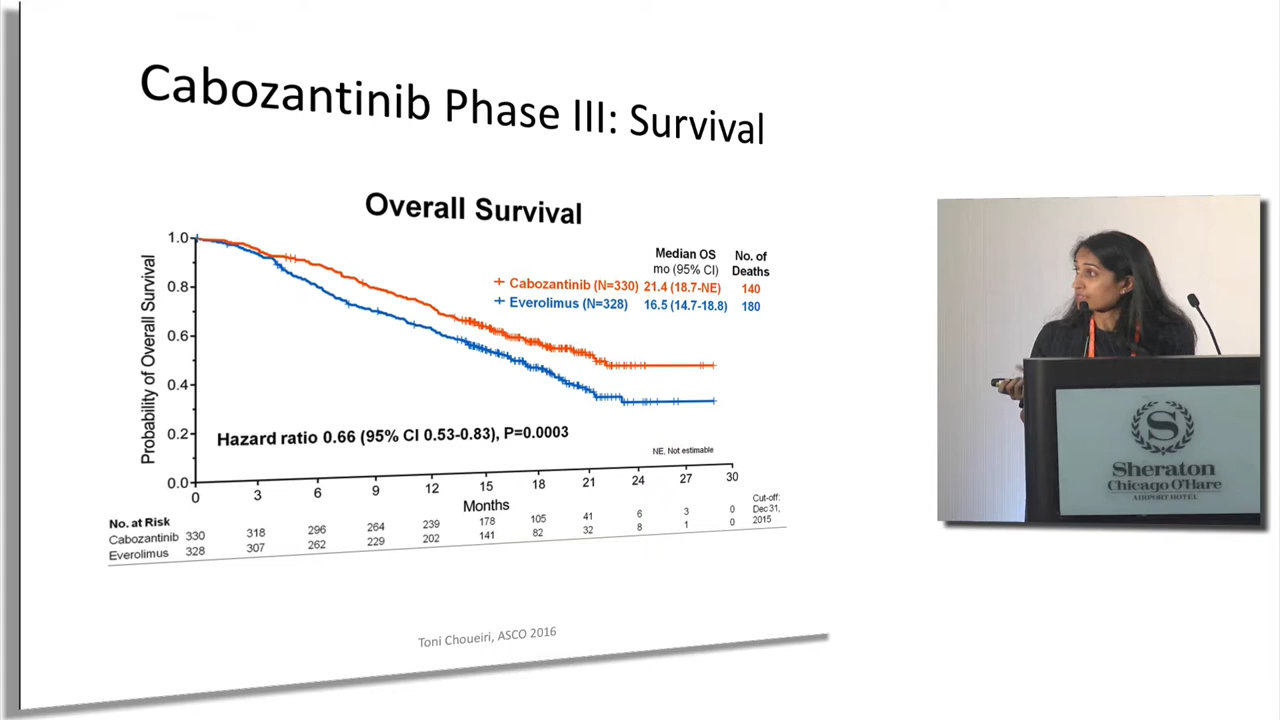 Cabozantinib Phase III: Survival
Overall Survival
Probability of Overall Survival
1.0
0.8
0.6
0.4
0.2
0.0
Median OS No. of
mo (95% CI) Deaths
Cabozantinib (N=330) 21.4 (18.7-NE) 140
Everolimus (N=328) 16.5 (14.7-18.8) 180
Hazard ratio 0.66 (95% CI 0.53-0.83), P=0.0003
NE, Not estimable
0 3 6 9 12 15 18 21 24 27 30
Months
No. at Risk
Cabozantinib 330 318 296 264 239 178 105 41 6 3 0
Everolimus 328 307 262 229 202 141 82 32 8 1 0
Cut-off:
Dec 31,
2015
Toni Choueiri, ASCO 2016
S
Sheraton
Chicago O'Hare
AIRPORT HOTEL